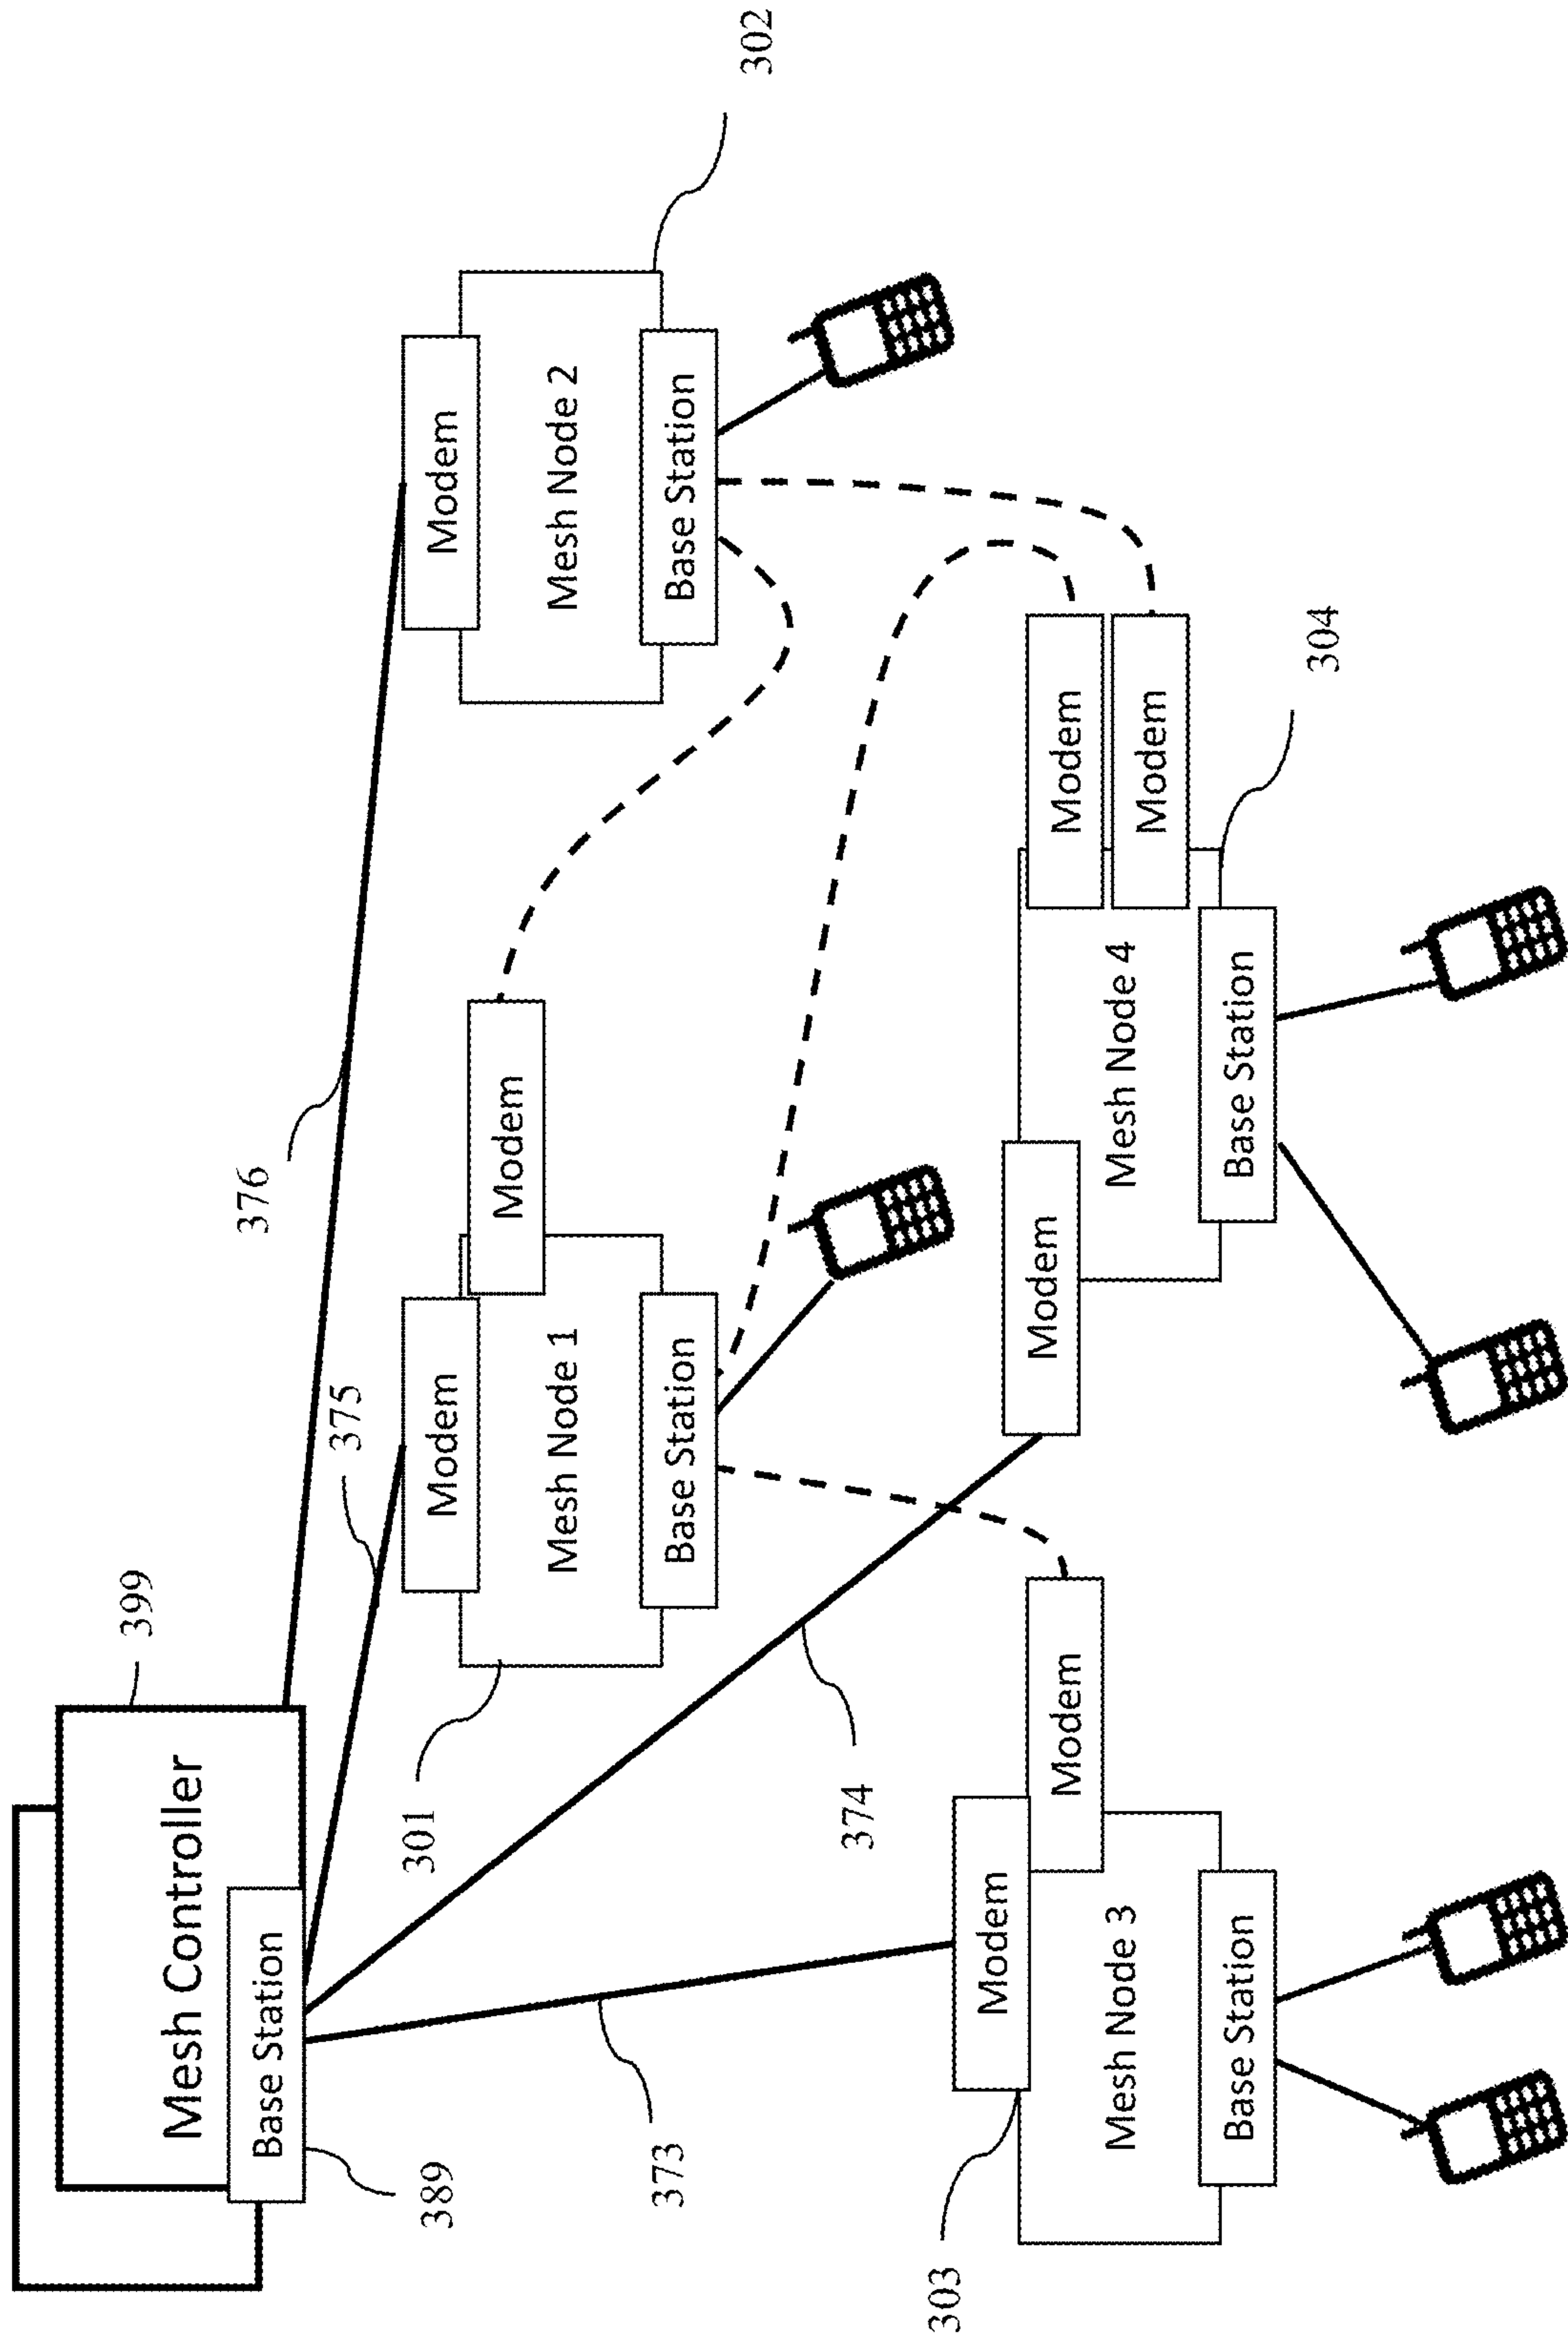 Mesh Controller
399
Base Station
389
376
375
373
374
Modem
Modem
Mesh Node 1
Base Station
301
Modem
Mesh Node 2
Base Station
302
Modem
Modem
Mesh Node 3
Base Station
303
Modem
Modem
Modem
Mesh Node 4
Base Station
304